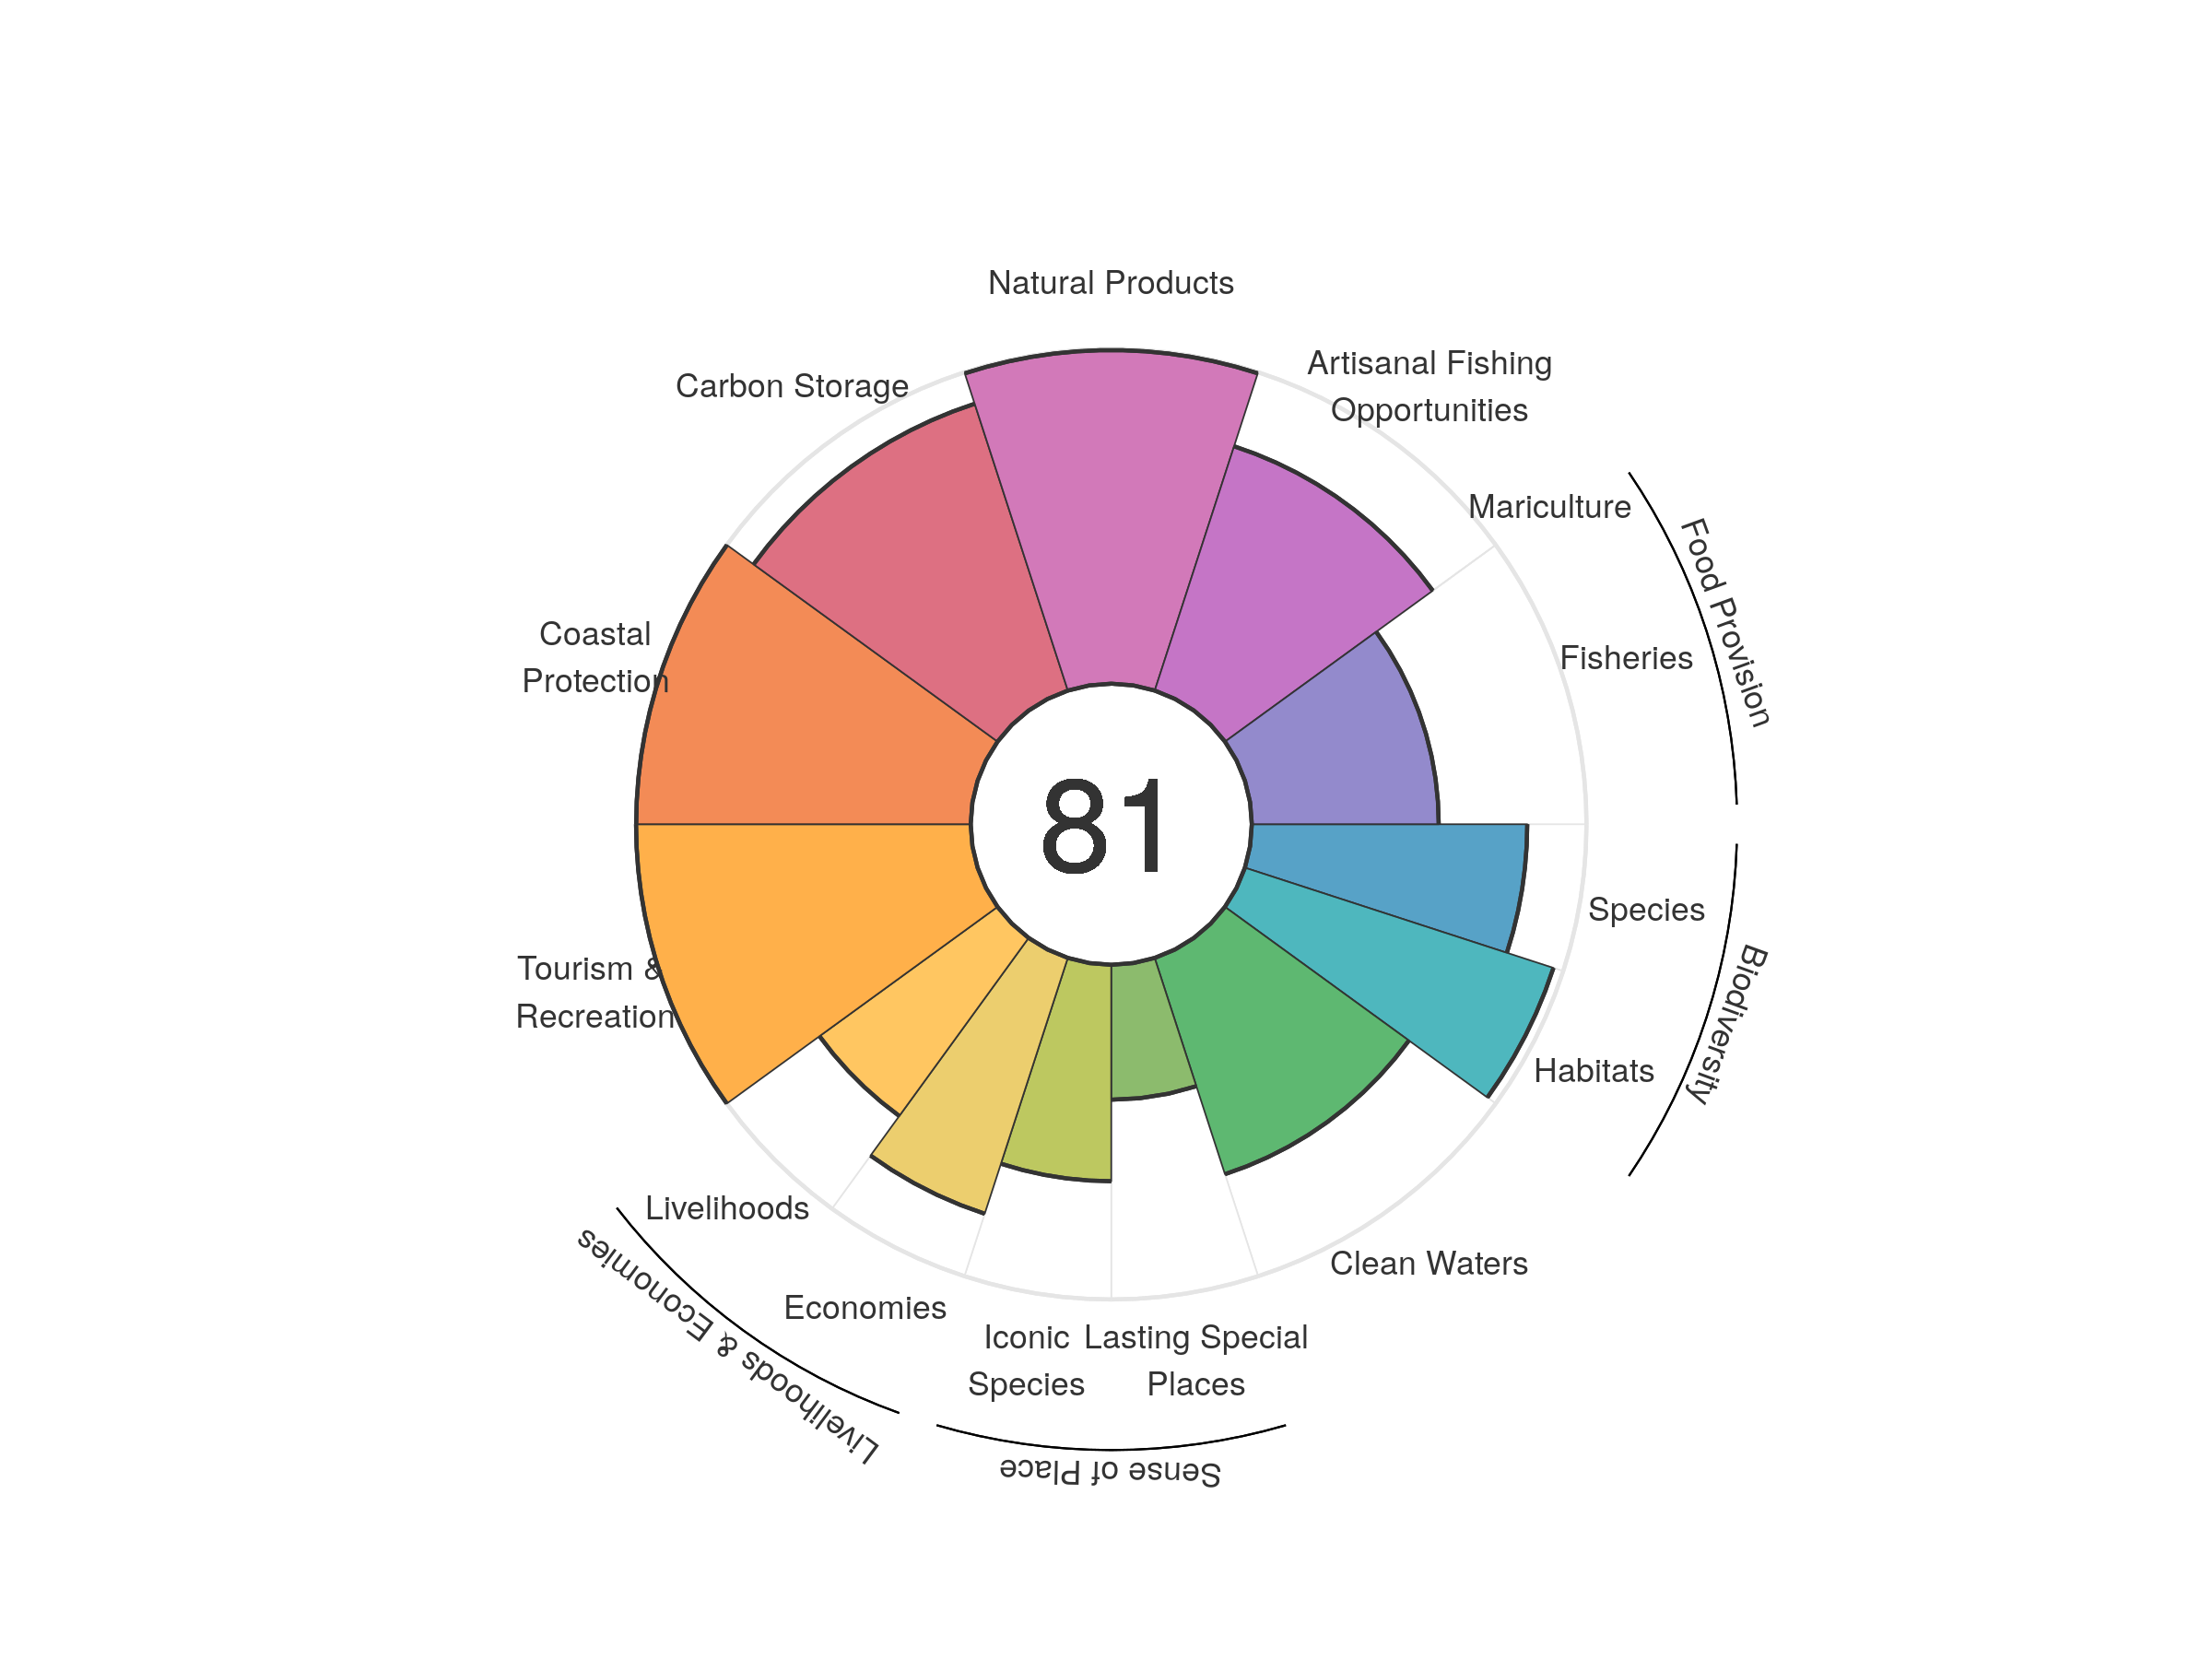 Natural Products
Artisanal Fishing
Opportunities
Carbon Storage
Mariculture
Food Provision
Fisheries
Coastal
Protection
81
Species
Biodiversity
Tourism &
Recreation
Habitats
Livelihoods
Clean Waters
Livelihoods & Economies
Economies
Iconic
Species
Lasting Special
Places
Sense of Place